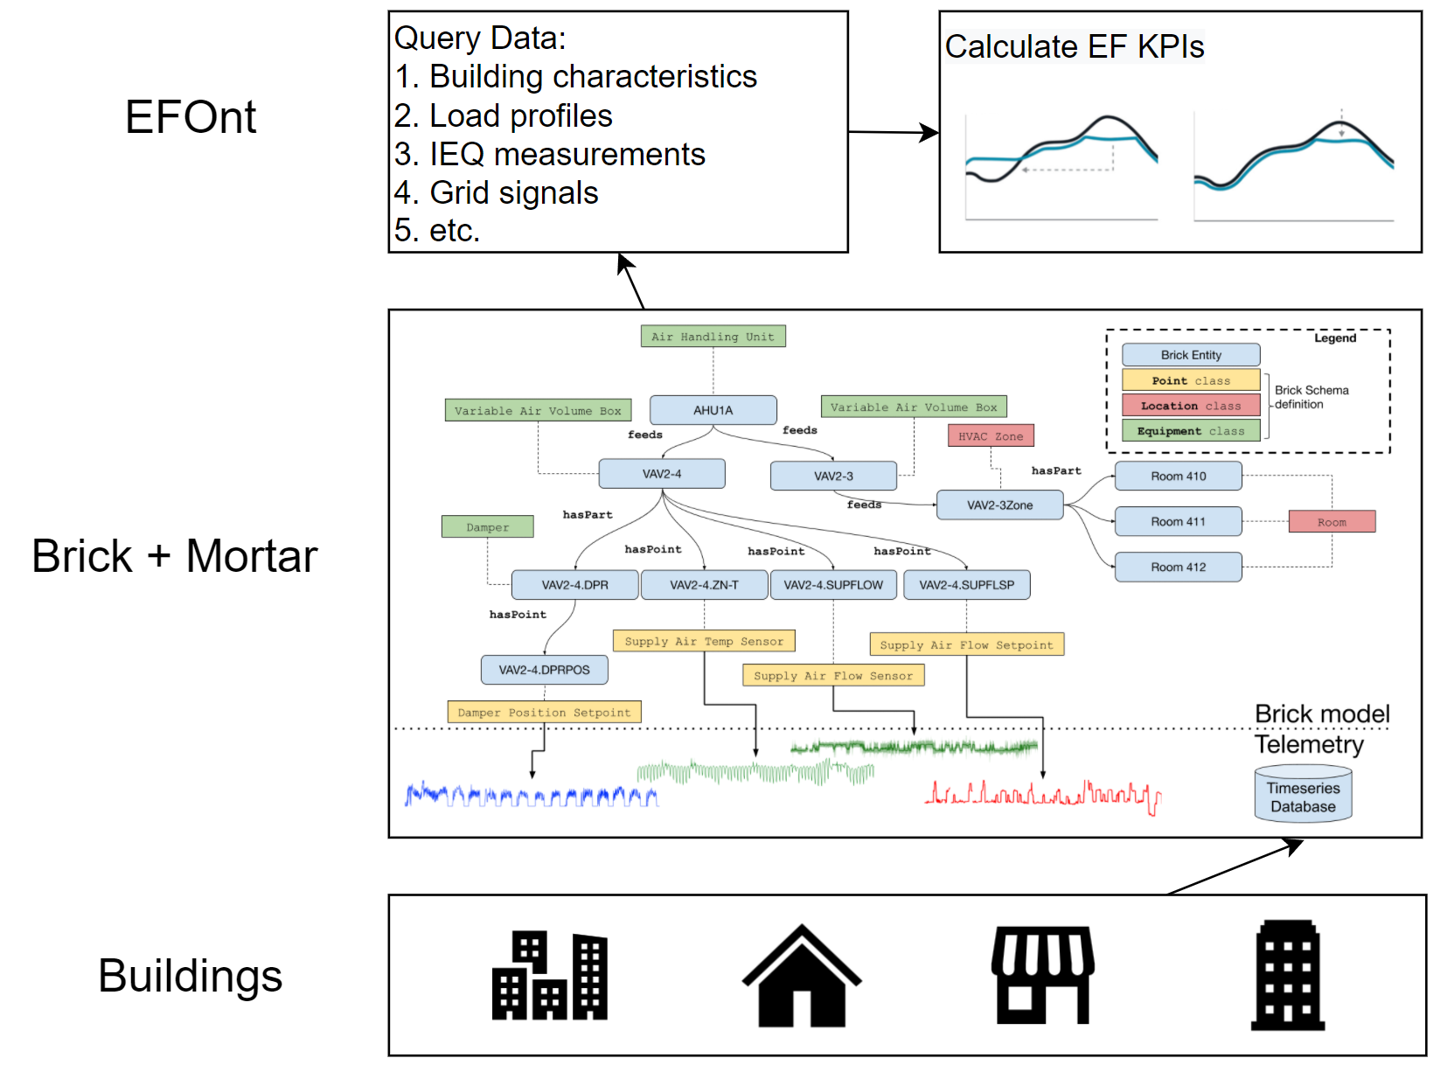 EFOnt
Query Data:
1. Building characteristics
2. Load profiles
3. IEQ measurements
4. Grid signals
5. etc.
Calculate EF KPIs
Brick + Mortar
Air Handling Unit
Legend
Brick Entity
Point class
Location class
Equipment class
Brick Schema
definition
Variable Air Volume Box
AHU1A
Variable Air Volume Box
feeds
feeds
HVAC Zone
VAV2-4
VAV2-3
hasPart
Room 410
feeds
VAV2-3Zone
Damper
hasPart
Room 411
Room
hasPoint
hasPoint
hasPoint
Room 412
VAV2-4.DPR
VAV2-4.ZN-T
VAV2-4.SUPFLOW
VAV2-4.SUPFLSP
hasPoint
Supply Air Temp Sensor
Supply Air Flow Setpoint
VAV2-4.DPRPOS
Supply Air Flow Sensor
Damper Position Setpoint
Brick model
Telemetry
Timeseries
Database
Buildings